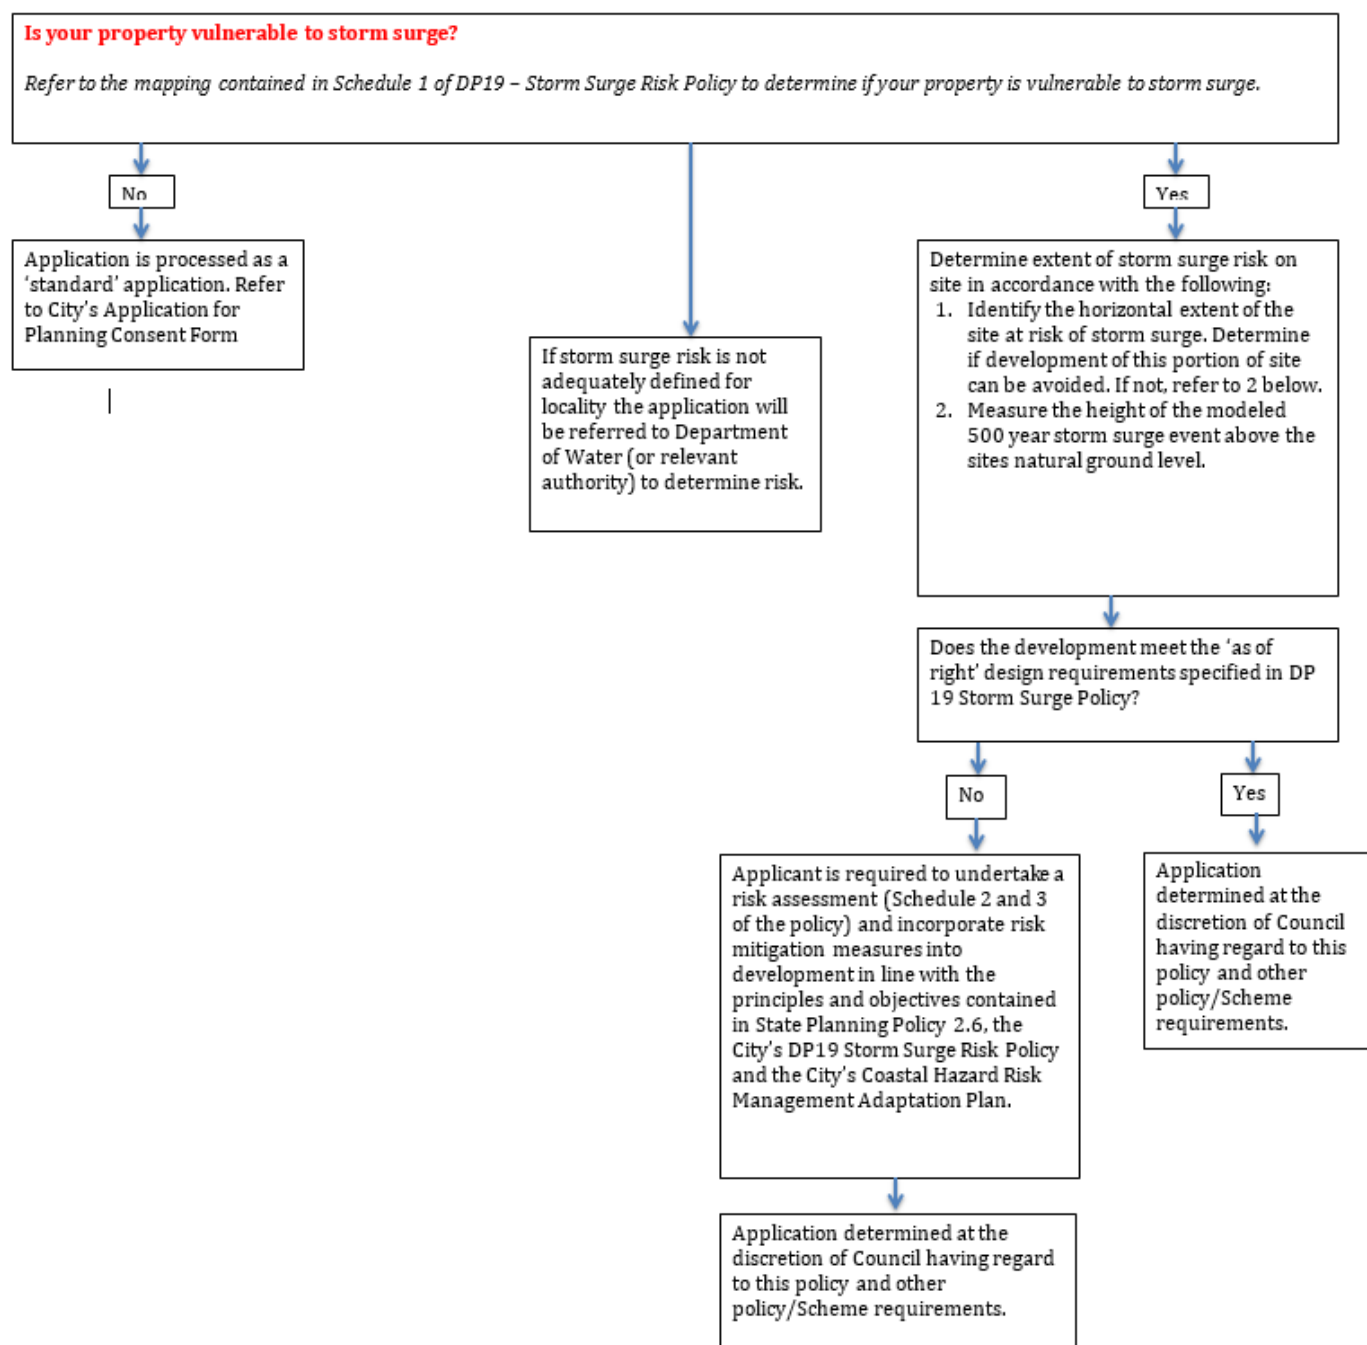 Is your property vulnerable to storm surge?
Refer to the mapping contained in Schedule 1 of DP19 – Storm Surge Risk Policy to determine if your property is vulnerable to storm surge.
No
Yes
Application is processed as a
‘standard’ application. Refer
to City’s Application for
Planning Consent Form
If storm surge risk is not
adequately defined for
locality the application will
be referred to Department
of Water (or relevant
authority) to determine risk.
Determine extent of storm surge risk on
site in accordance with the following:
1. Identify the horizontal extent of the
site at risk of storm surge. Determine
if development of this portion of site
can be avoided. If not, refer to 2 below.
2. Measure the height of the modeled
500 year storm surge event above the
sites natural ground level.
Does the development meet the ‘as of
right’ design requirements specified in DP
19 Storm Surge Policy?
No
Yes
Applicant is required to undertake a
risk assessment (Schedule 2 and 3
of the policy) and incorporate risk
mitigation measures into
development in line with the
principles and objectives contained
in State Planning Policy 2.6, the
City’s DP19 Storm Surge Risk Policy
and the City’s Coastal Hazard Risk
Management Adaptation Plan.
Application
determined at the
discretion of Council
having regard to this
policy and other
policy/Scheme
requirements.
Application determined at the
discretion of Council having regard
to this policy and other
policy/Scheme requirements.